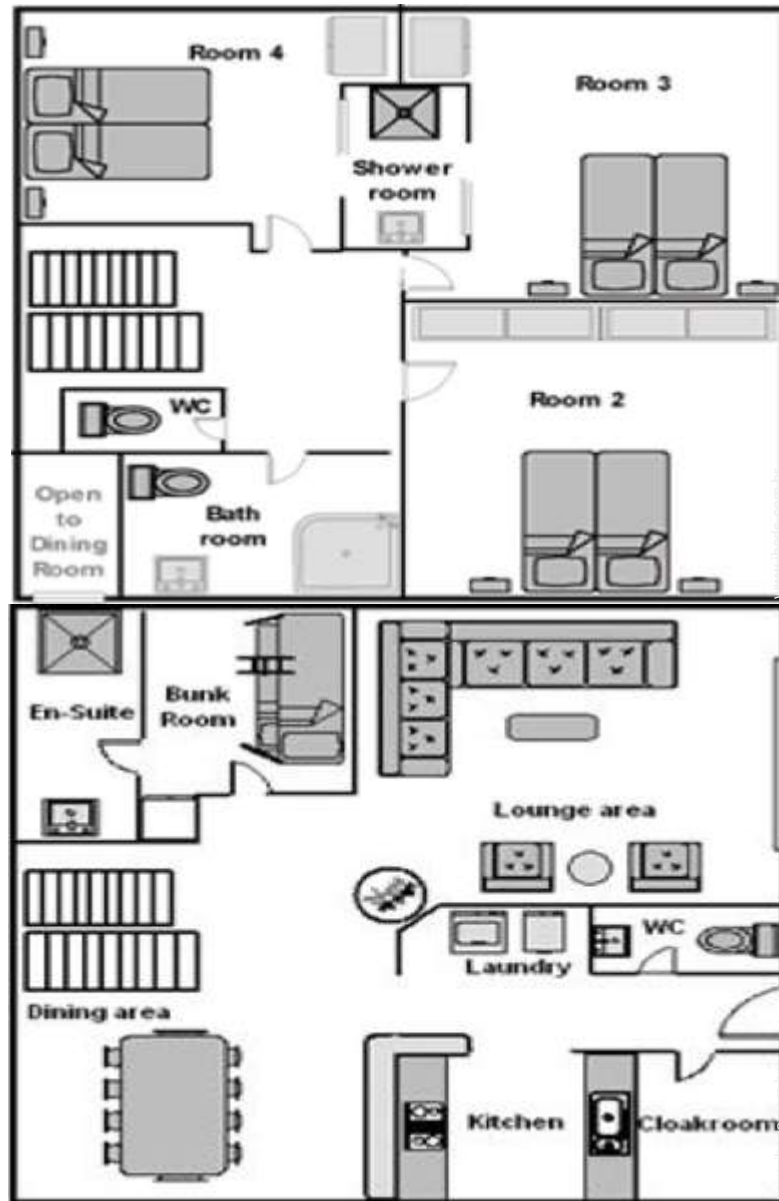 Room 4
Room 3
Shower
room
WC
Room 2
Open
to
Dining
Room
Bath
room
En-Suite
Bunk
Room
Lounge area
WC
Laundry
Dining area
Kitchen
Cloakroom